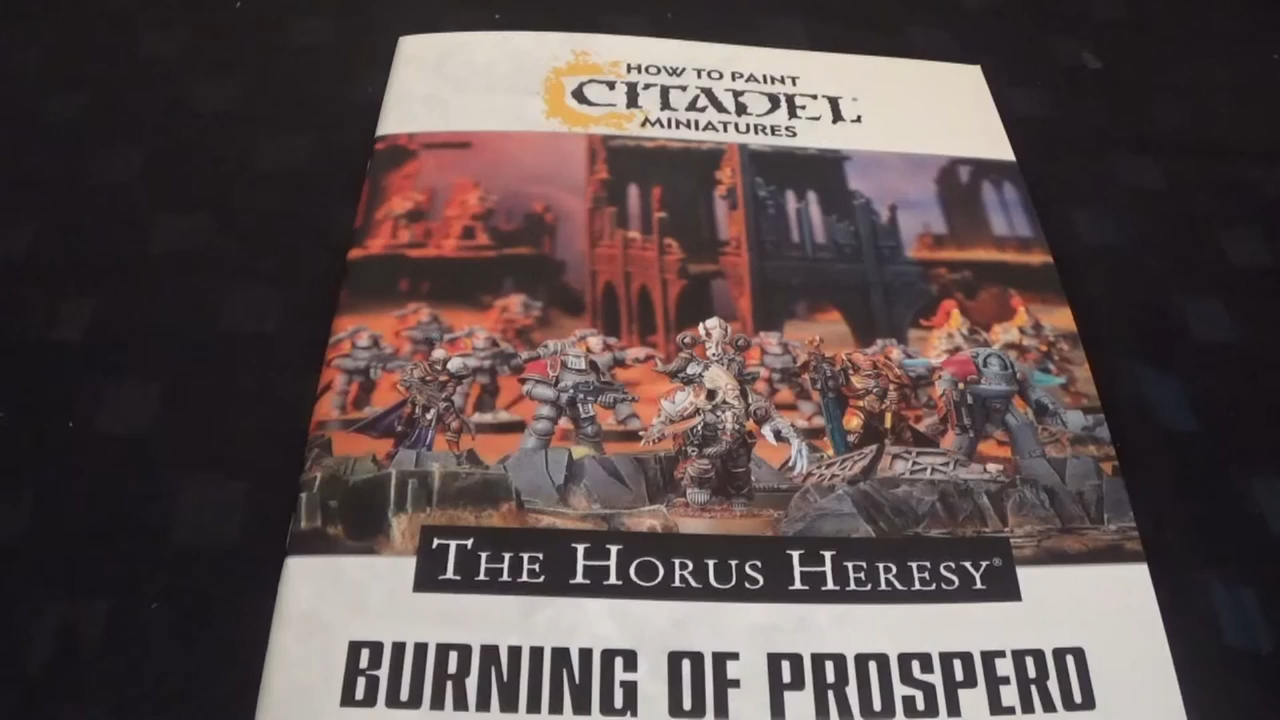 HOW TO PAINT
CITADEL
MINIATURES
THE HORUS HERESY®
BURNING OF PROSPERO